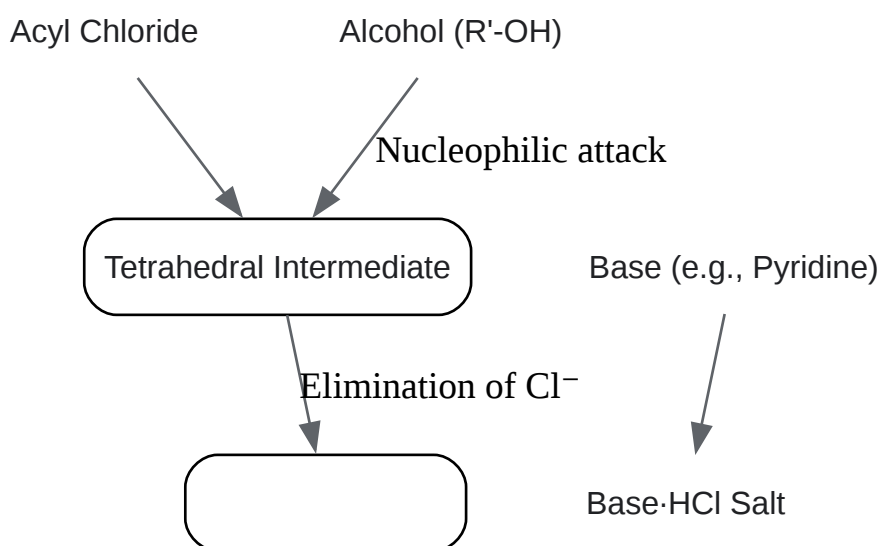 Acyl Chloride
Alcohol (R'-OH)
Nucleophilic attack
Tetrahedral Intermediate
Base (e.g., Pyridine)
Elimination of Cl⁻
Base·HCl Salt